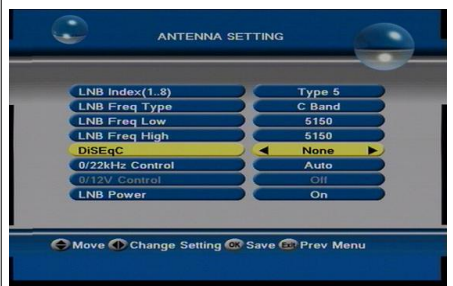 ANTENNA SETTING
LNB Index(1..8) Type 5
LNB Freq Type C Band
LNB Freq Low 5150
LNB Freq High 5150
DiSEqC None
0/22kHz Control Auto
0/12V Control Off
LNB Power On
Move Change Setting OK Save Exit Prev Menu